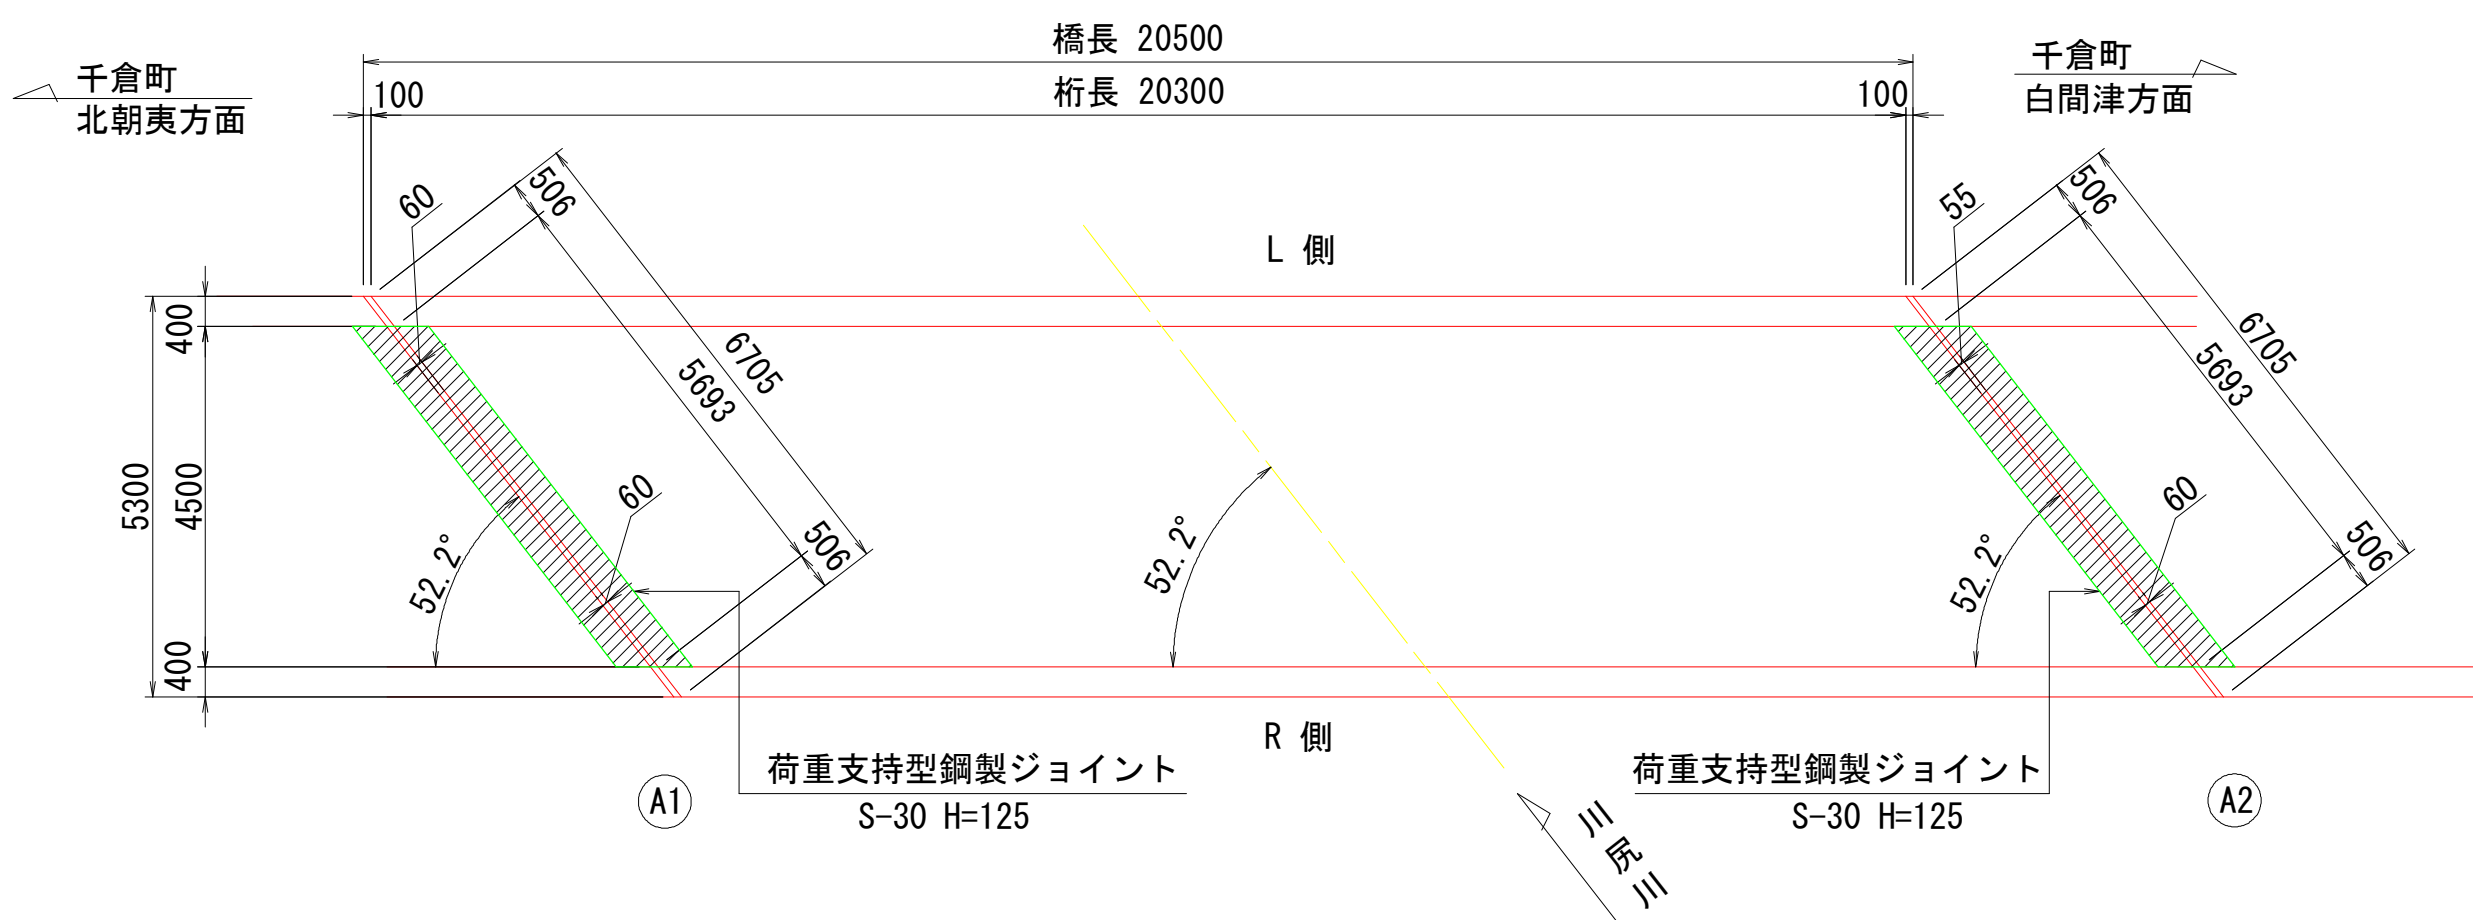 橋長 20500
千倉町
北朝夷方面
100
桁長 20300
100
千倉町
白間津方面
60
506
55
506
L 側
400
5300
4500
400
6705
5693
6705
5693
60
506
60
506
52.2°
52.2°
52.2°
R 側
荷重支持型鋼製ジョイント
S-30 H=125
荷重支持型鋼製ジョイント
S-30 H=125
A1
A2
川尻川